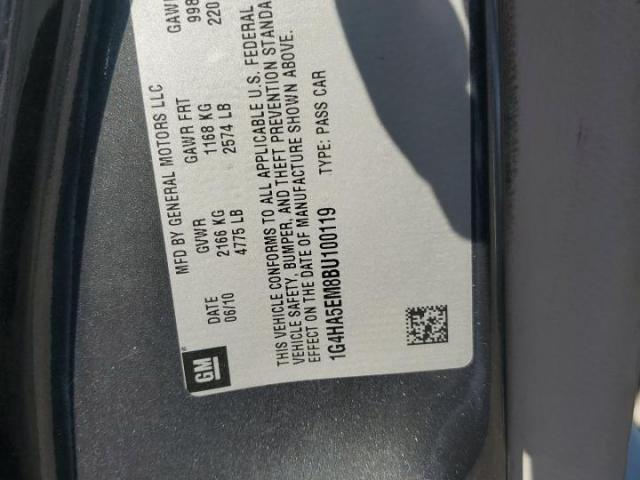 GM
MFD BY GENERAL MOTORS LLC
DATE GVWR GAWR FRT
06/10 2166 KG 1168 KG
4775 LB 2574 LB
THIS VEHICLE CONFORMS TO ALL APPLICABLE U.S. FEDERAL
VEHICLE SAFETY, BUMPER, AND THEFT PREVENTION
EFFECT ON THE DATE OF MANUFACTURE SHOWN ABOVE.
1G4HA5EM8BU100119 TYPE: PASS CAR